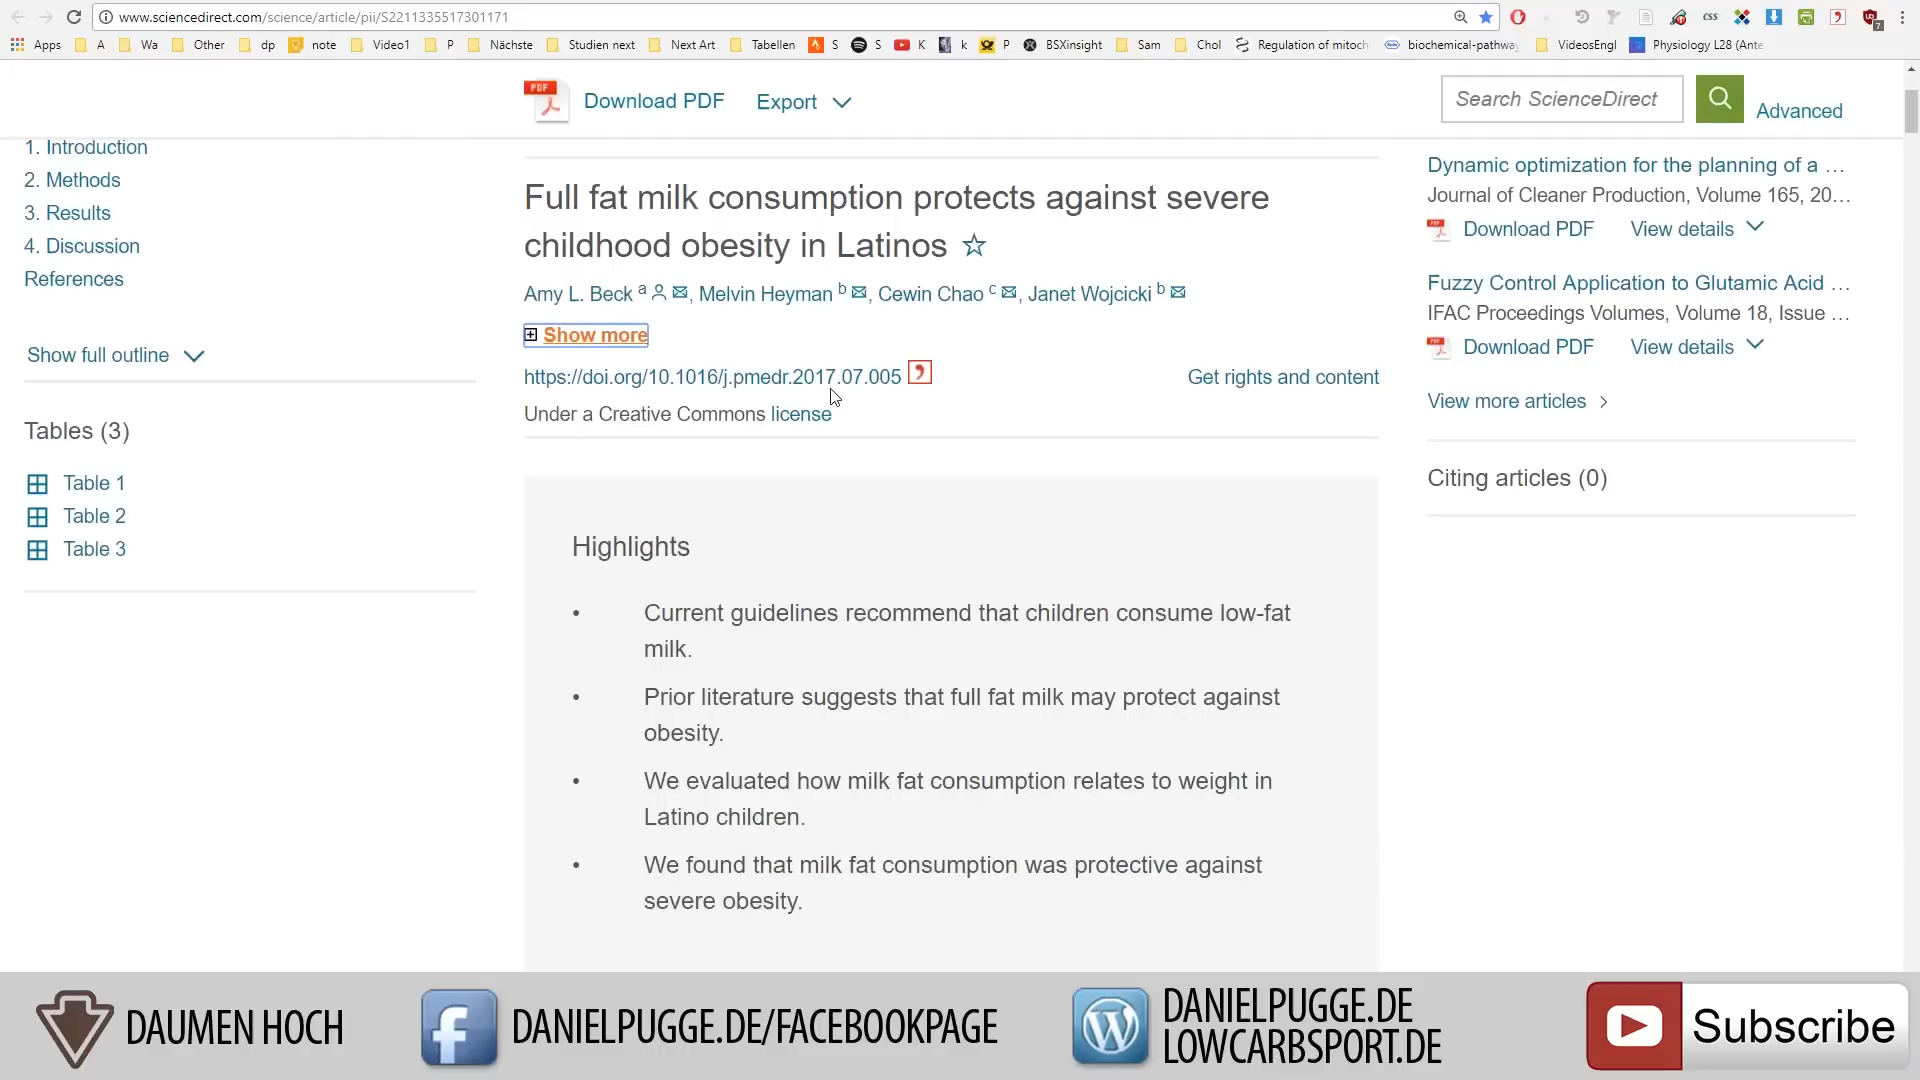 www.sciencedirect.com/science/article/pii/S2211335517301171
Apps A Wa Other dp note Video1 P Nächste Studien next Next Art Tabellen S S K k P BSXinsight Sam Chol Regulation of mitoch biochemical-pathway VideosEngl Physiology L28 (Ante
PDF Download PDF Export
Search ScienceDirect
Advanced
1. Introduction
2. Methods
3. Results
4. Discussion
References
Show full outline
Tables (3)
Table 1
Table 2
Table 3
Full fat milk consumption protects against severe
childhood obesity in Latinos
Amy L. Beck a, Melvin Heyman b, Cewin Chao c, Janet Wojcicki b
Show more
https://doi.org/10.1016/j.pmedr.2017.07.005
Get rights and content
Under a Creative Commons license
Highlights
• Current guidelines recommend that children consume low-fat
milk.
• Prior literature suggests that full fat milk may protect against
obesity.
• We evaluated how milk fat consumption relates to weight in
Latino children.
• We found that milk fat consumption was protective against
severe obesity.
Dynamic optimization for the planning of a …
Journal of Cleaner Production, Volume 165, 20…
Download PDF View details
Fuzzy Control Application to Glutamic Acid …
IFAC Proceedings Volumes, Volume 18, Issue …
Download PDF View details
View more articles
Citing articles (0)
DAUMEN HOCH
DANIELPUGGE.DE/FACEBOOKPAGE
DANIELPUGGE.DE
LOWCARBSPORT.DE
Subscribe